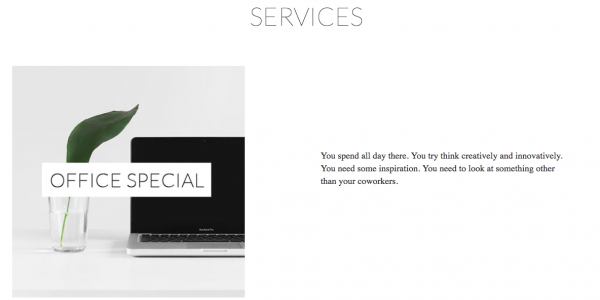 SERVICES
OFFICE SPECIAL
You spend all day there. You try think creatively and innovatively.
You need some inspiration. You need to look at something other
than your coworkers.